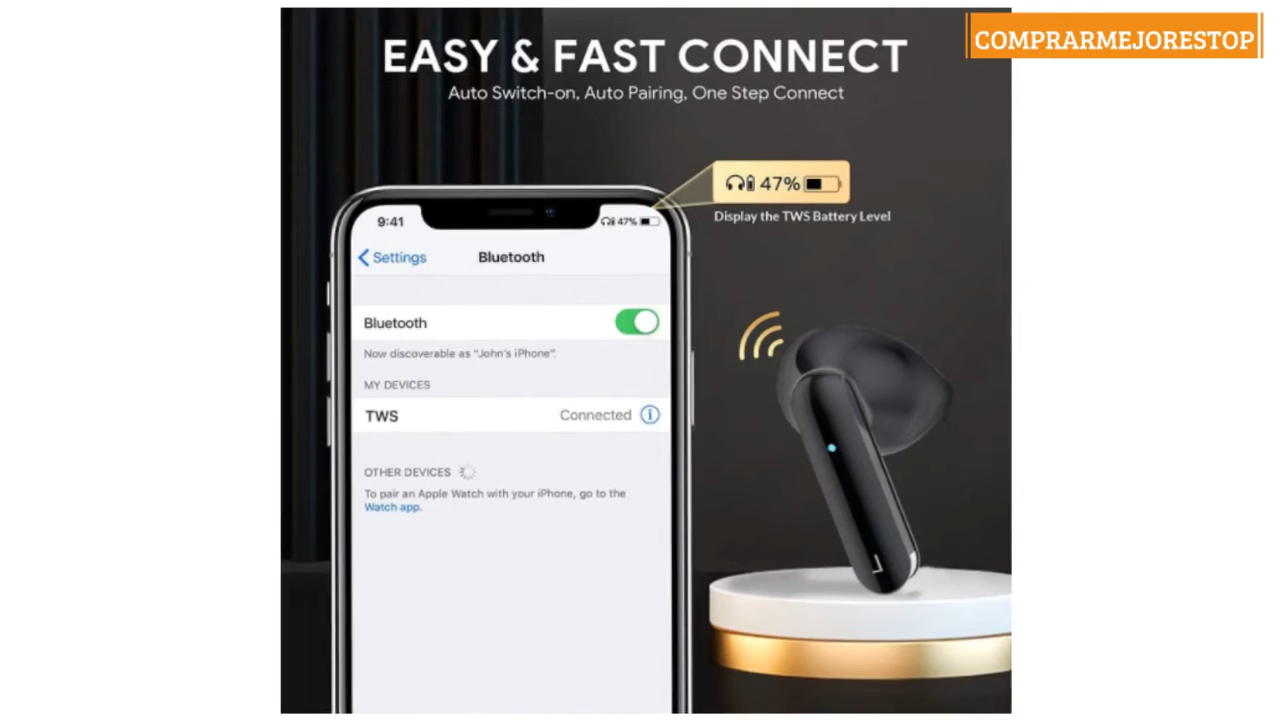 COMPRARMEJORESTOP
EASY & FAST CONNECT
Auto Switch-on, Auto Pairing, One Step Connect
47%
Display the TWS Battery Level
9:41
47%
Settings
Bluetooth
Bluetooth
Now discoverable as “John’s iPhone”.
MY DEVICES
TWS
Connected
OTHER DEVICES
To pair an Apple Watch with your iPhone, go to the
Watch app.
L